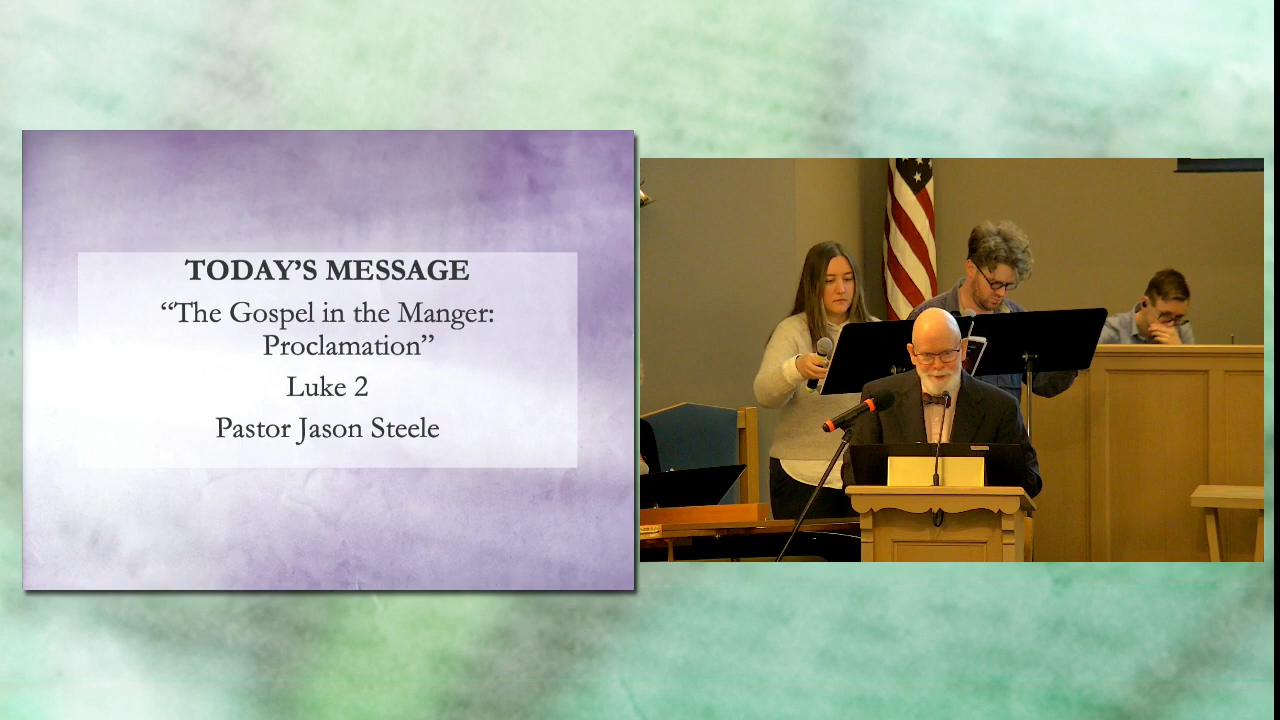 TODAY’S MESSAGE
“The Gospel in the Manger:
Proclamation”
Luke 2
Pastor Jason Steele